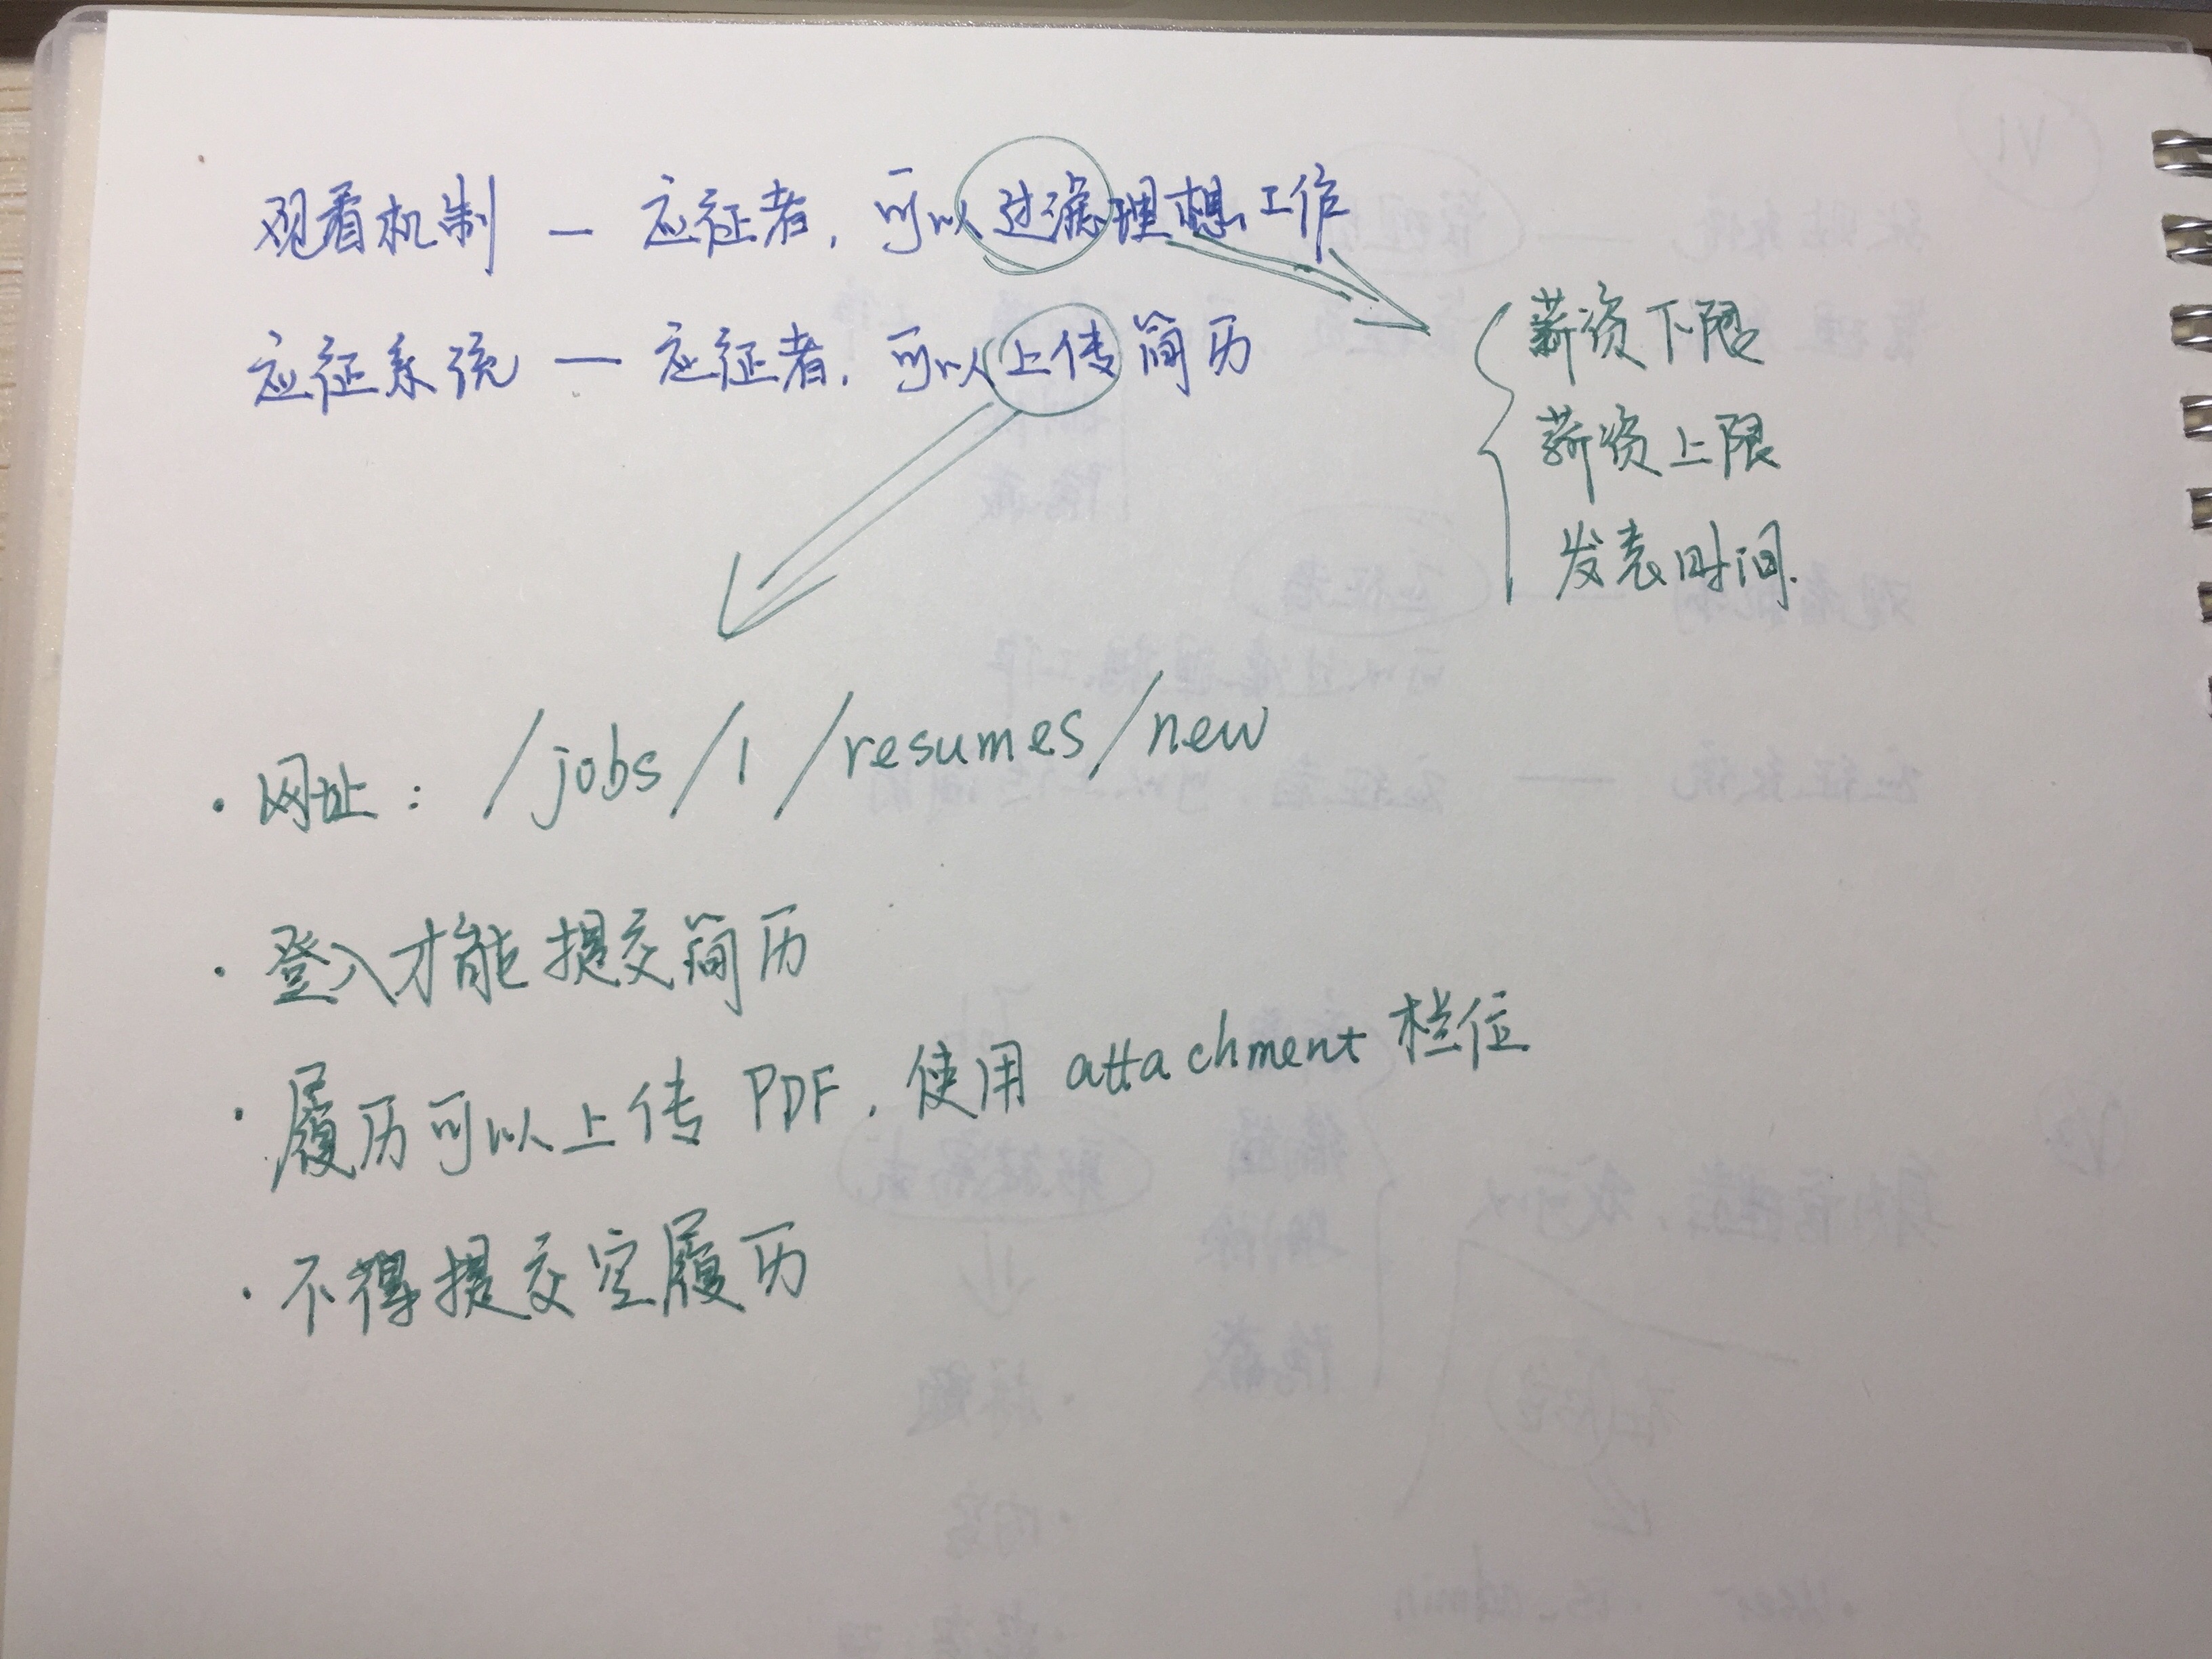 观看机制 — 应征者，可以过滤理想工作
应征系统 — 应征者，可以上传简历
薪资下限
薪资上限
发表时间.
· 网址： /jobs/1/resumes/new
· 登入才能提交简历
· 履历可以上传 PDF，使用 attachment 栏位
· 不得提交空履历